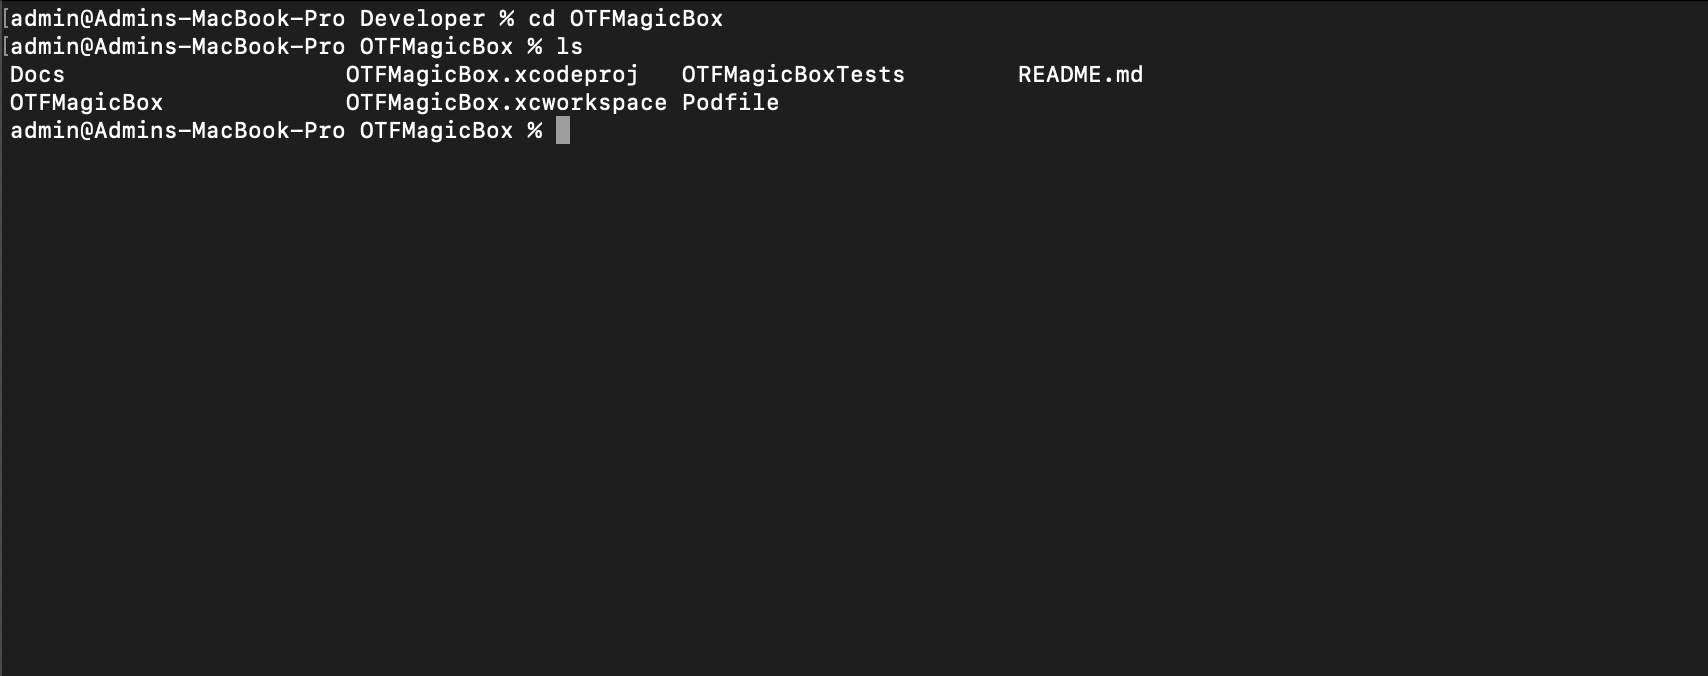 [admin@Admins-MacBook-Pro Developer % cd OTFMagicBox
[admin@Admins-MacBook-Pro OTFMagicBox % ls
Docs                    OTFMagicBox.xcodeproj   OTFMagicBoxTests        README.md
OTFMagicBox             OTFMagicBox.xcworkspace Podfile
admin@Admins-MacBook-Pro OTFMagicBox %